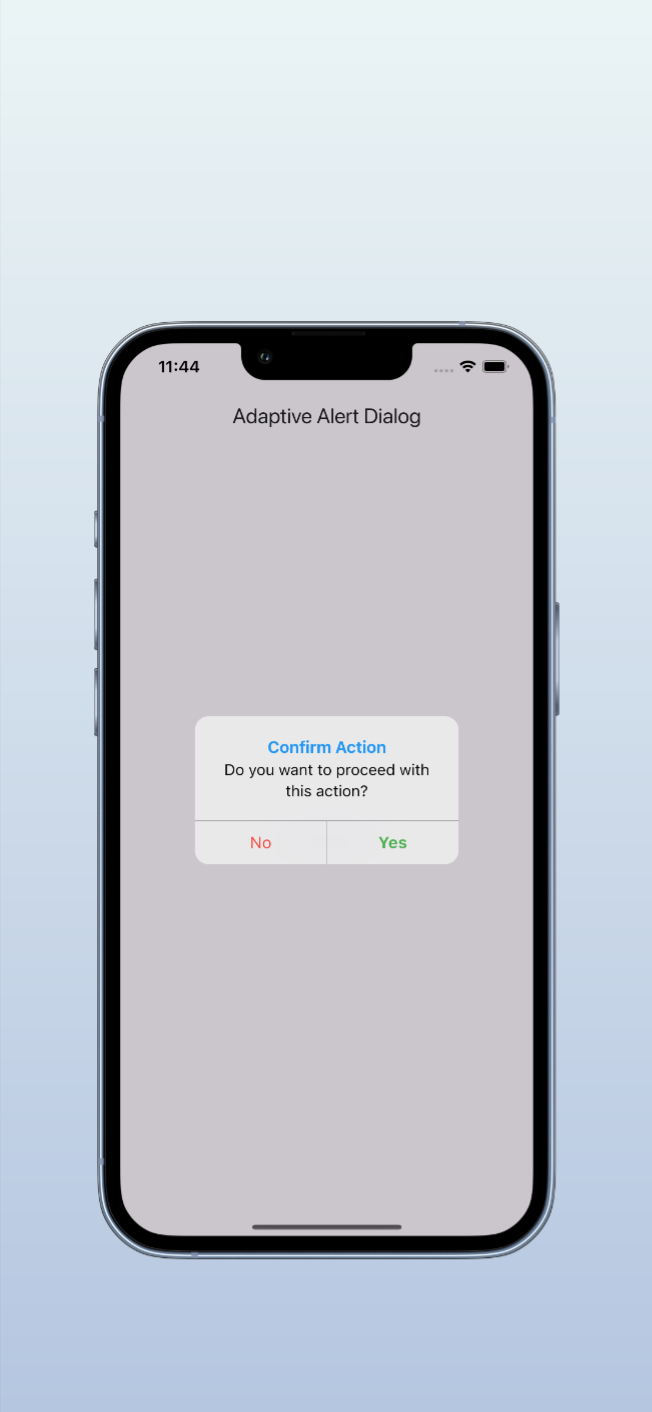 11:44
Adaptive Alert Dialog
Confirm Action
Do you want to proceed with
this action?
No
Yes